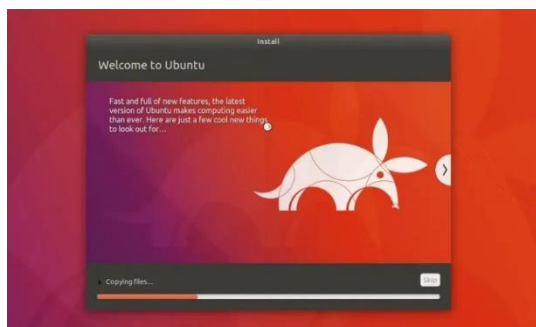 Install
Welcome to Ubuntu
Fast and full of new features, the latest
version of Ubuntu makes computing easier
than ever. Here are just a few cool new things
to look out for...
Copying files...
Skip